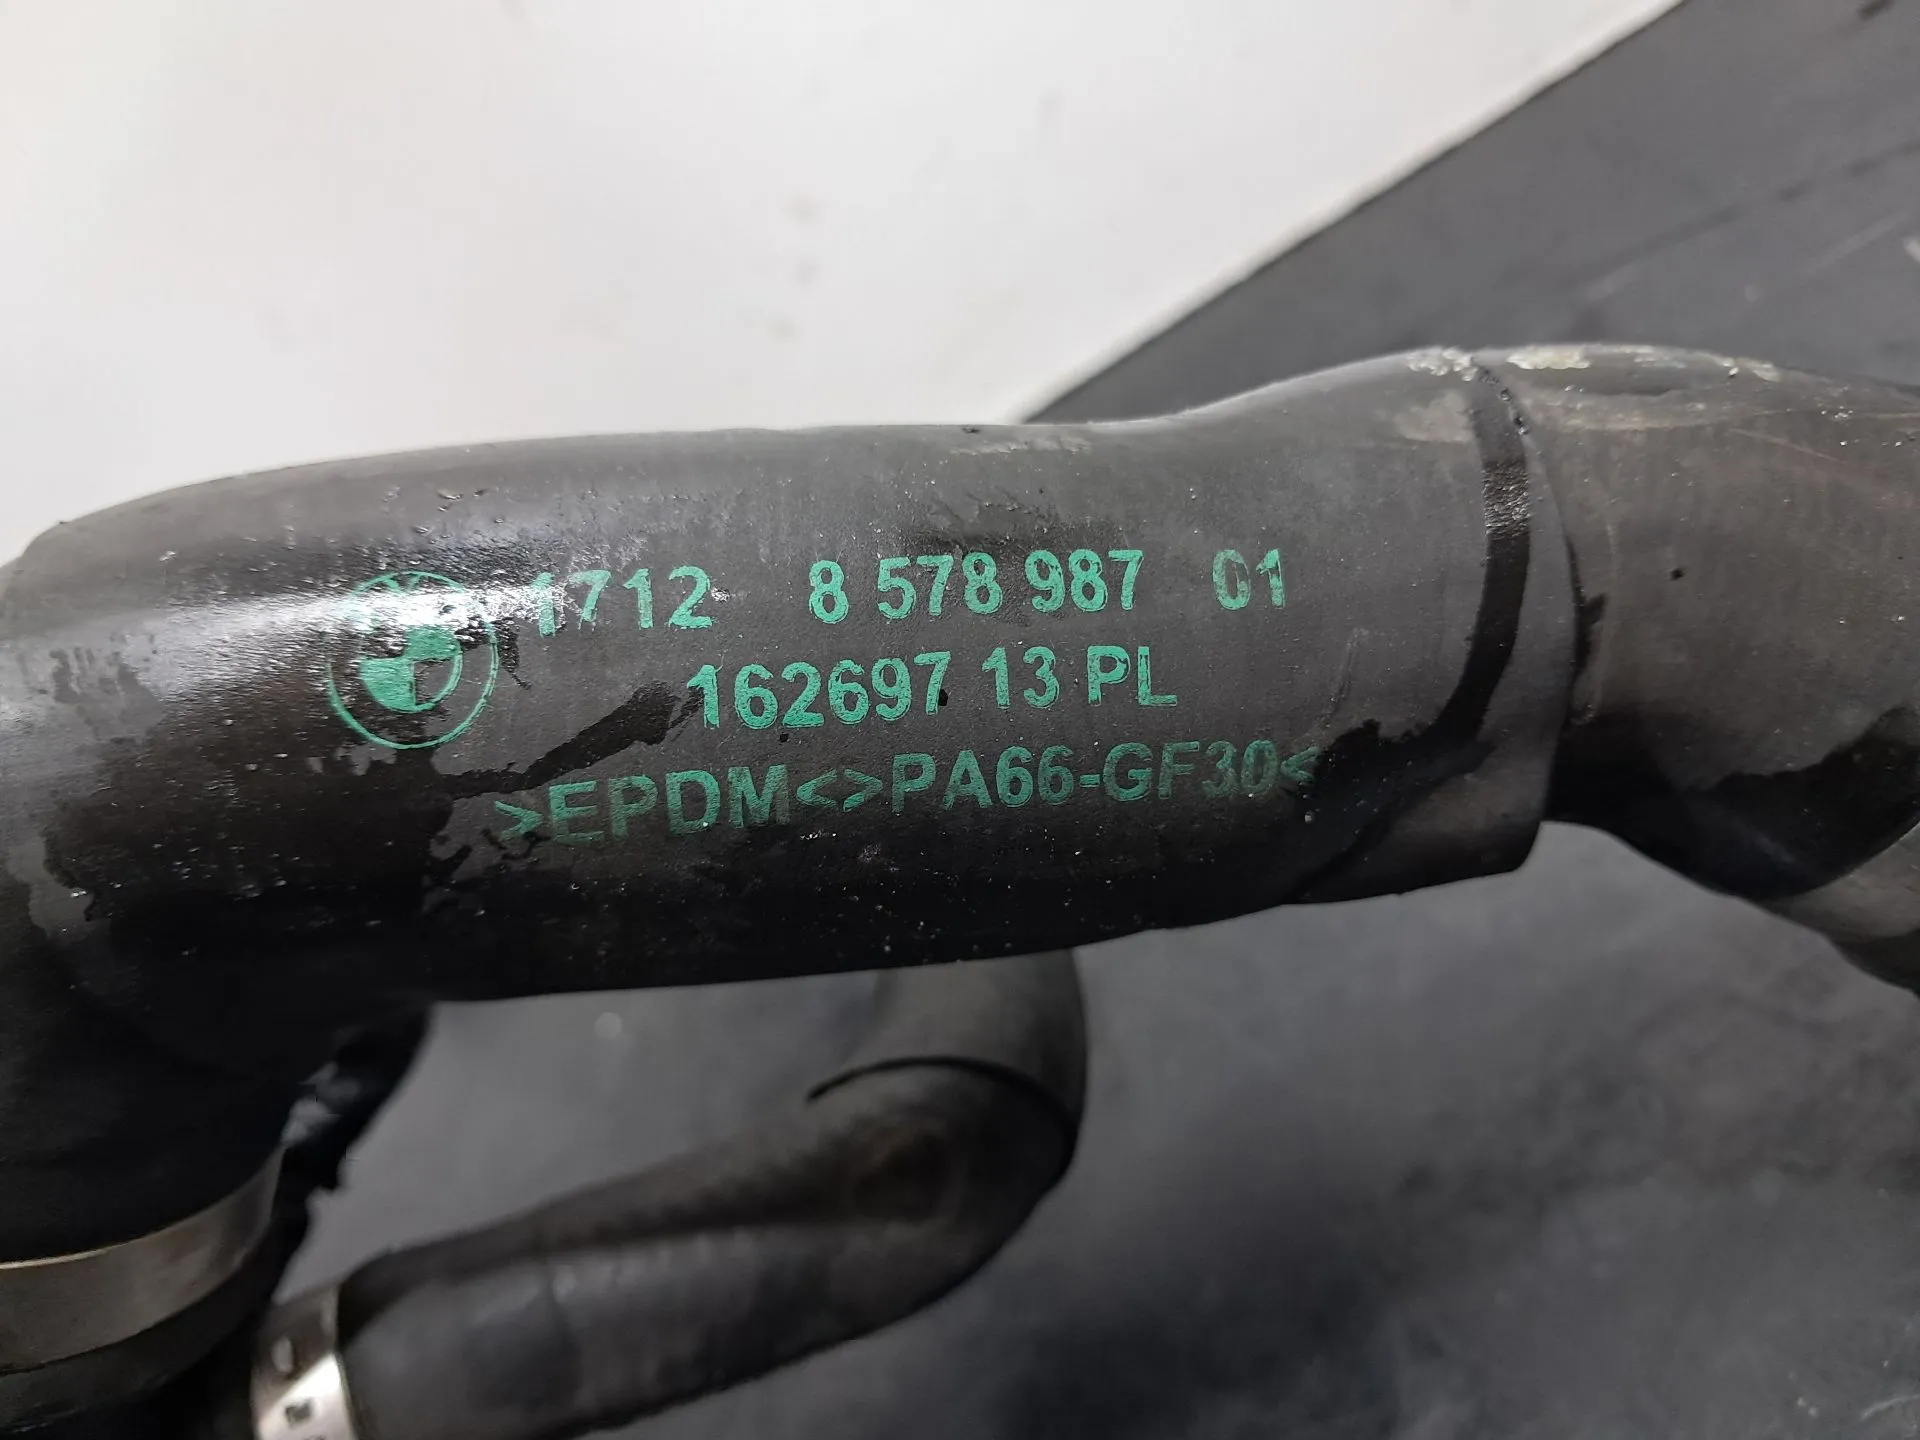 1712 8 578 987 01
162697 13 PL
>EPDM<>PA66-GF30<